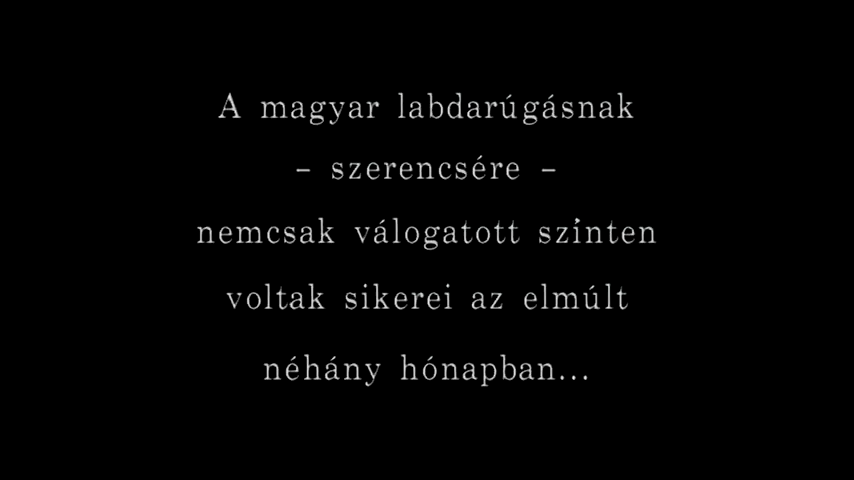 A magyar labdarúgásnak
– szerencsére –
nemcsak válogatott szinten
voltak sikerei az elmúlt
néhány hónapban...